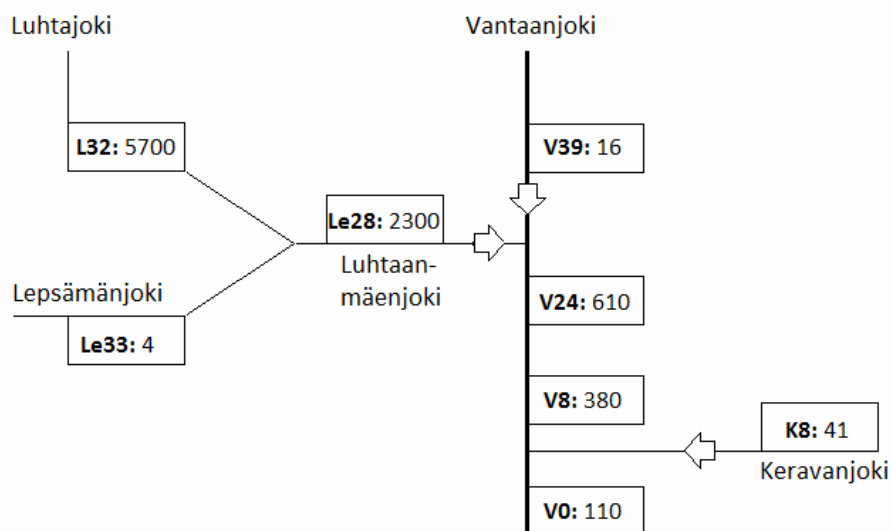 Luhtajoki
Vantaanjoki
L32: 5700
V39: 16
Le28: 2300
Luhtaan-
mäenjoki
Lepsämänjoki
Le33: 4
V24: 610
V8: 380
K8: 41
Keravanjoki
V0: 110